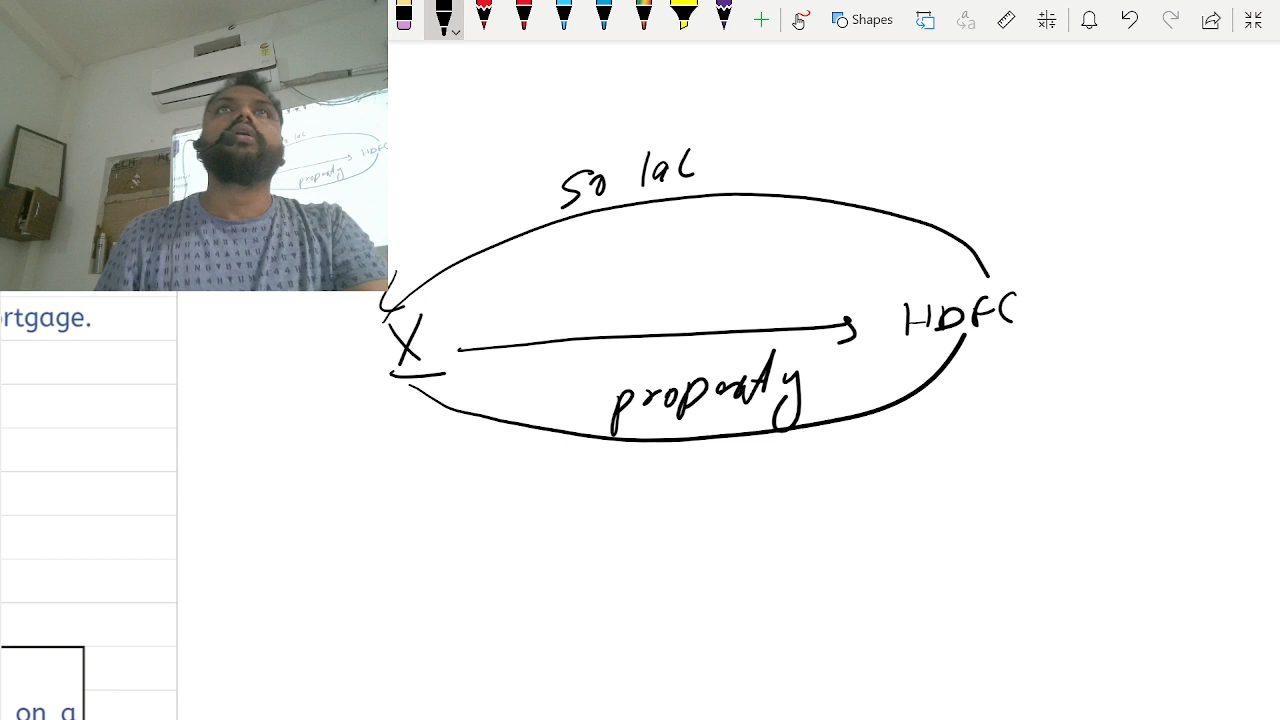 Shapes
50 lac
rtgage.
X
HDFC
property
on a